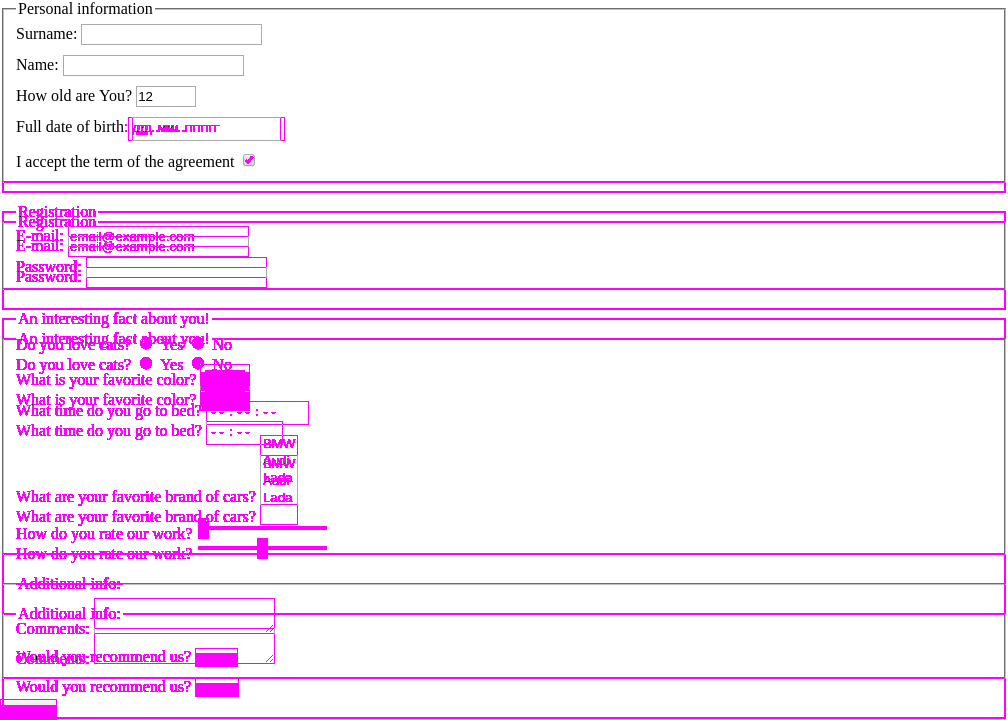 Personal information
Surname:
Name:
How old are You? 12
Full date of birth:
I accept the term of the agreement
Registration
Registration
E-mail: email@example.com
E-mail: email@example.com
Password:
Password:
An interesting fact about you!
An interesting fact about you!
Do you love cats? Yes No
Do you love cats? Yes No
What is your favorite color?
What is your favorite color?
What time do you go to bed? --:-- --
What time do you go to bed? --:--
BMW
Audi
BMW
Lada
Audi
Lada
What are your favorite brand of cars?
What are your favorite brand of cars?
How do you rate our work?
How do you rate our work?
Additional info:
Additional info:
Comments:
Would you recommend us?
Comments:
Would you recommend us?